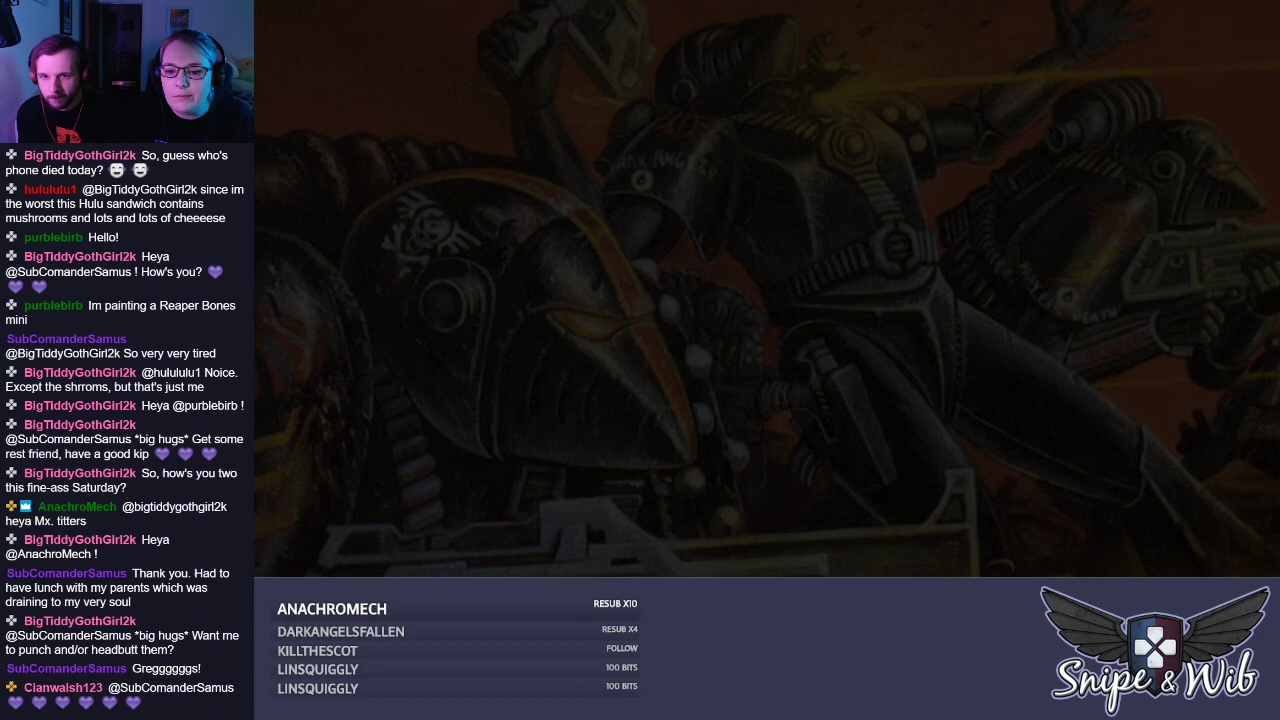 BigTiddyGothGirl2k So, guess who's
phone died today?
hulululu1 @BigTiddyGothGirl2k since im
the worst this Hulu sandwich contains
mushrooms and lots and lots of cheeeese
purblebirb Hello!
BigTiddyGothGirl2k Heya
@SubComanderSamus ! How's you?
purblebirb Im painting a Reaper Bones
mini
SubComanderSamus
@BigTiddyGothGirl2k So very very tired
BigTiddyGothGirl2k @hulululu1 Noice.
Except the shrroms, but that's just me
BigTiddyGothGirl2k Heya @purblebirb !
BigTiddyGothGirl2k
@SubComanderSamus *big hugs* Get some
rest friend, have a good kip
BigTiddyGothGirl2k So, how's you two
this fine-ass Saturday?
AnachroMech @bigtiddygothgirl2k
heya Mx. titters
BigTiddyGothGirl2k Heya
@AnachroMech !
SubComanderSamus Thank you. Had to
have lunch with my parents which was
draining to my very soul
BigTiddyGothGirl2k
@SubComanderSamus *big hugs* Want me
to punch and/or headbutt them?
SubComanderSamus Greggggggs!
Cianwalsh123 @SubComanderSamus
DARK ANGELS
DEATH
ANACHROMECH RESUB X10
DARKANGELSFALLEN RESUB X4
KILLTHESCOT FOLLOW
LINSQUIGGLY 100 BITS
LINSQUIGGLY 100 BITS
Snipe & Wib